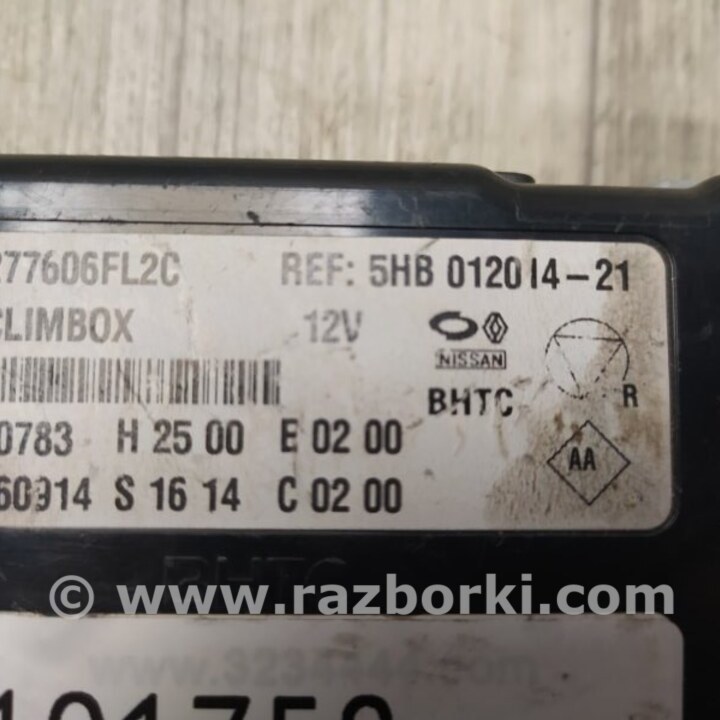 277606FL2C REF: 5HB 012014-21
CLIMBOX 12V
NISSAN
BHTC R
0783 H 25 00 E 02 00
AA
60914 S 16 14 C 02 00
BHTC
© www.razborki.com